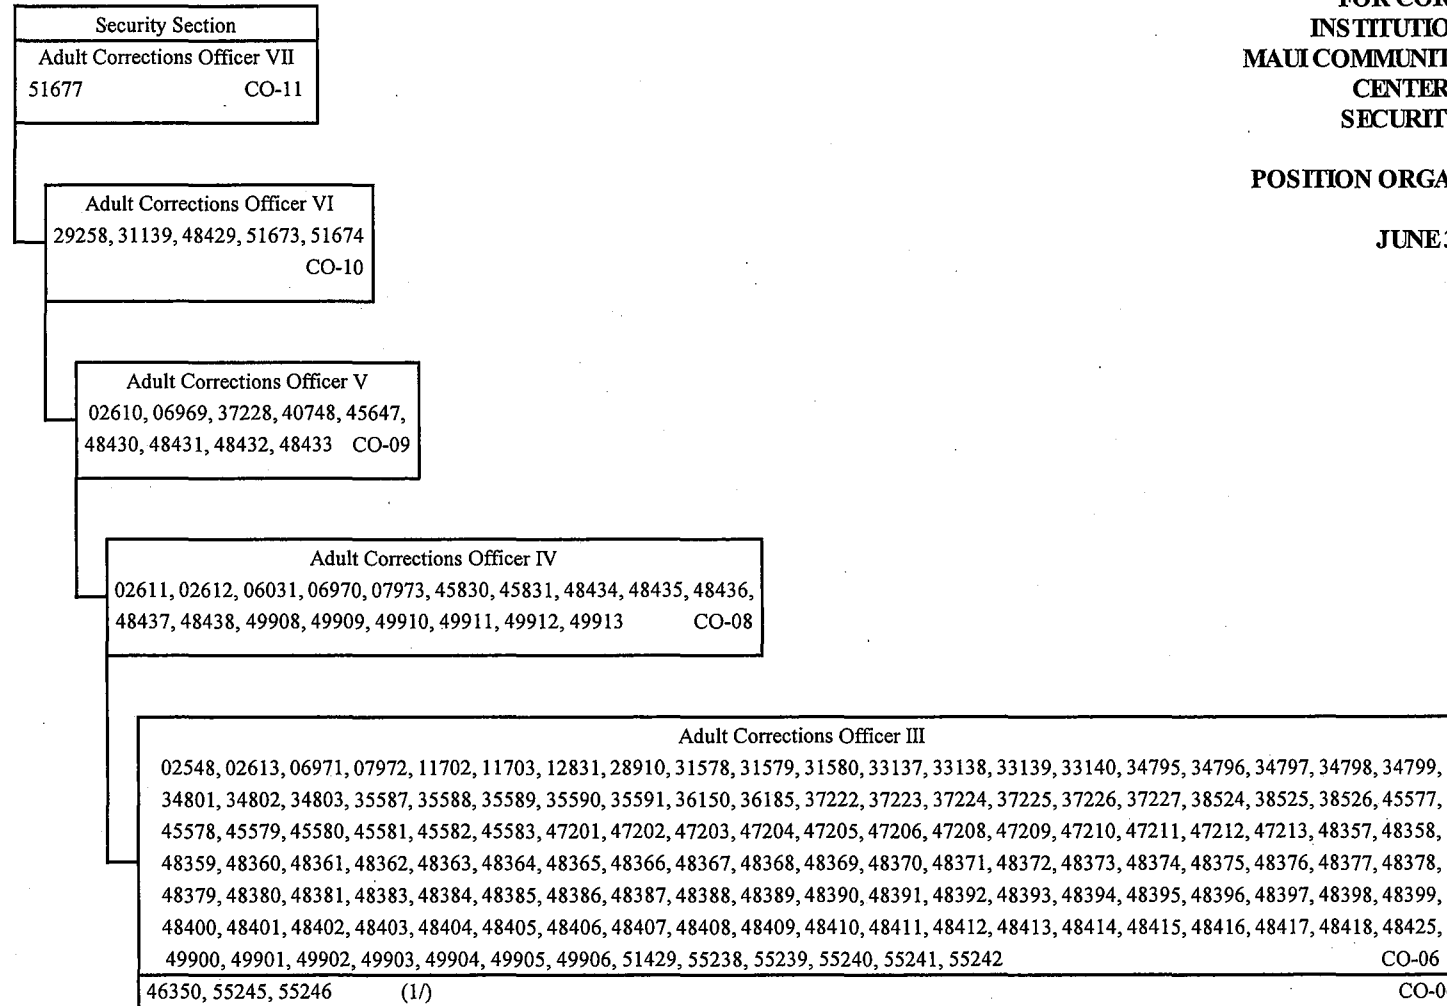 FOR COR
INSTITUTIO
MAUI COMMUNIT
CENTER
SECURIT
POSITION ORGA
JUNE 3
Security Section
Adult Corrections Officer VII
51677 CO-11
Adult Corrections Officer VI
29258, 31139, 48429, 51673, 51674
CO-10
Adult Corrections Officer V
02610, 06969, 37228, 40748, 45647,
48430, 48431, 48432, 48433 CO-09
Adult Corrections Officer IV
02611, 02612, 06031, 06970, 07973, 45830, 45831, 48434, 48435, 48436,
48437, 48438, 49908, 49909, 49910, 49911, 49912, 49913 CO-08
Adult Corrections Officer III
02548, 02613, 06971, 07972, 11702, 11703, 12831, 28910, 31578, 31579, 31580, 33137, 33138, 33139, 33140, 34795, 34796, 34797, 34798, 34799,
34801, 34802, 34803, 35587, 35588, 35589, 35590, 35591, 36150, 36185, 37222, 37223, 37224, 37225, 37226, 37227, 38524, 38525, 38526, 45577,
45578, 45579, 45580, 45581, 45582, 45583, 47201, 47202, 47203, 47204, 47205, 47206, 47208, 47209, 47210, 47211, 47212, 47213, 48357, 48358,
48359, 48360, 48361, 48362, 48363, 48364, 48365, 48366, 48367, 48368, 48369, 48370, 48371, 48372, 48373, 48374, 48375, 48376, 48377, 48378,
48379, 48380, 48381, 48383, 48384, 48385, 48386, 48387, 48388, 48389, 48390, 48391, 48392, 48393, 48394, 48395, 48396, 48397, 48398, 48399,
48400, 48401, 48402, 48403, 48404, 48405, 48406, 48407, 48408, 48409, 48410, 48411, 48412, 48413, 48414, 48415, 48416, 48417, 48418, 48425,
49900, 49901, 49902, 49903, 49904, 49905, 49906, 51429, 55238, 55239, 55240, 55241, 55242 CO-06
46350, 55245, 55246 (1/) CO-0